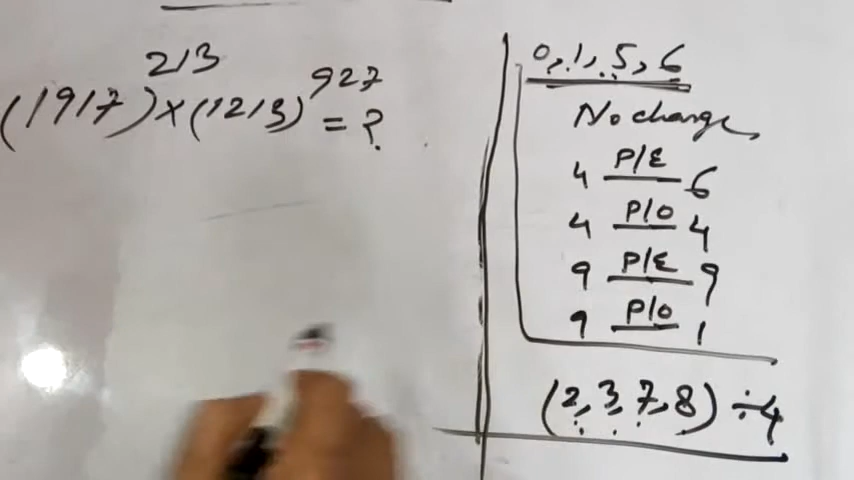 (1917)^213 × (1213)^927 = ?
0, 1, 5, 6
No change
4 P/E 6
4 P/O 4
9 P/E 9
9 P/O 1
(2, 3, 7, 8) ÷ 4